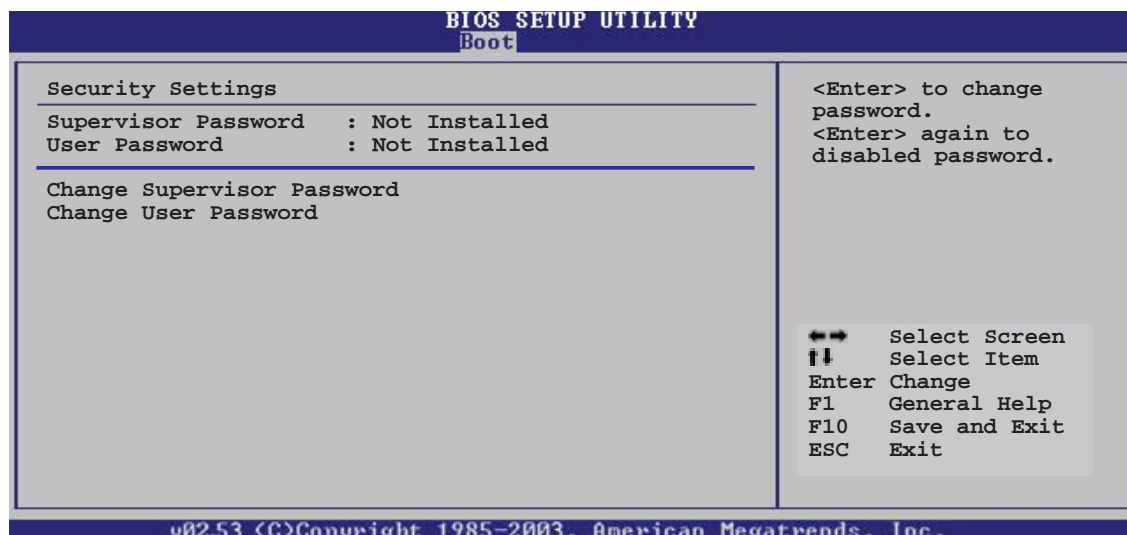 BIOS SETUP UTILITY
Boot
Security Settings
Supervisor Password : Not Installed
User Password : Not Installed
Change Supervisor Password
Change User Password
<Enter> to change
password.
<Enter> again to
disabled password.
←→ Select Screen
↑↓ Select Item
Enter Change
F1 General Help
F10 Save and Exit
ESC Exit
v02.53 (C)Copyright 1985-2003, American Megatrends, Inc.